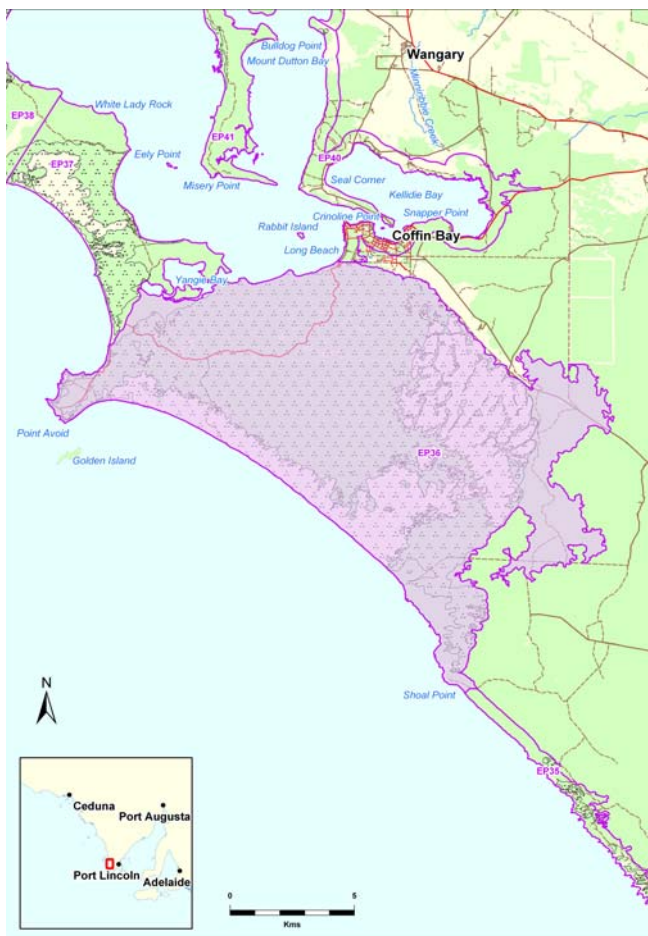 Bulldog Point
Mount Dutton Bay
Wangary
Minniribbie Creek
White Lady Rock
EP38
EP41
EP37
Eely Point
EP40
Misery Point
Seal Corner
Kellidie Bay
Crinoline Point
Snapper Point
Rabbit Island
Coffin Bay
Long Beach
Yangie Bay
Point Avoid
Golden Island
EP36
N
Shoal Point
EP35
Ceduna
Port Augusta
Port Lincoln
Adelaide
0 5
Kms